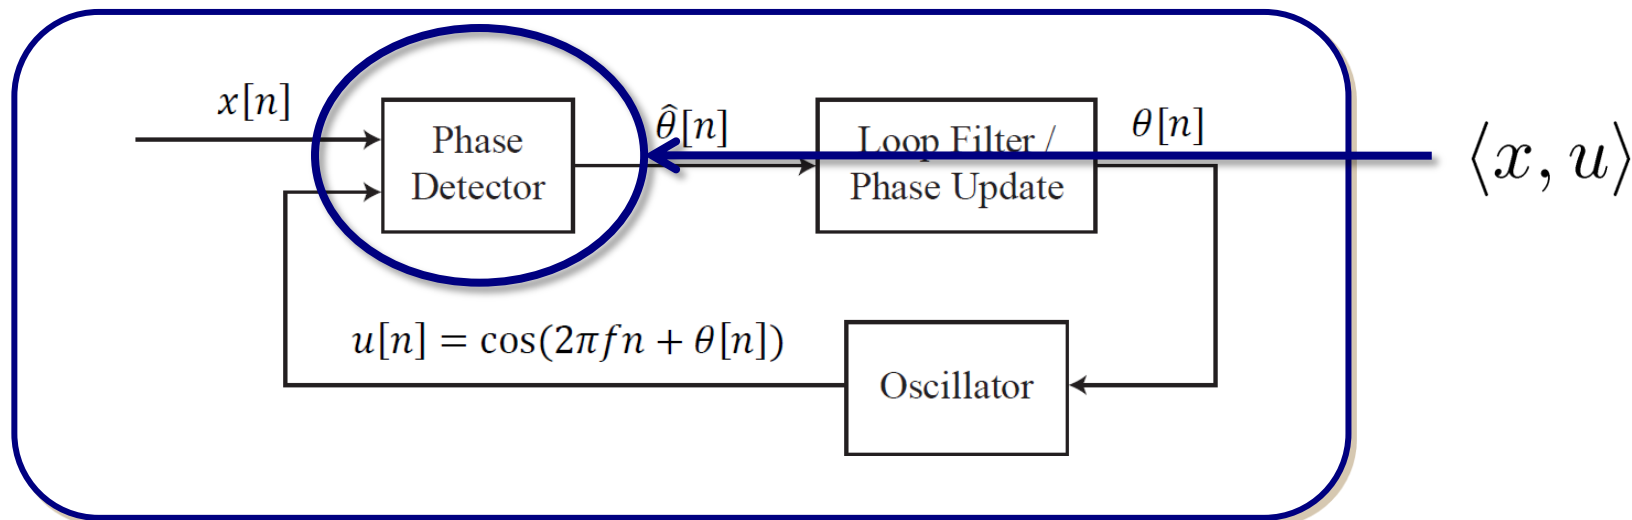 x[n]
Phase
Detector
θ̂[n]
Loop Filter /
Phase Update
θ[n]
⟨x, u⟩
u[n] = cos(2πfn + θ[n])
Oscillator